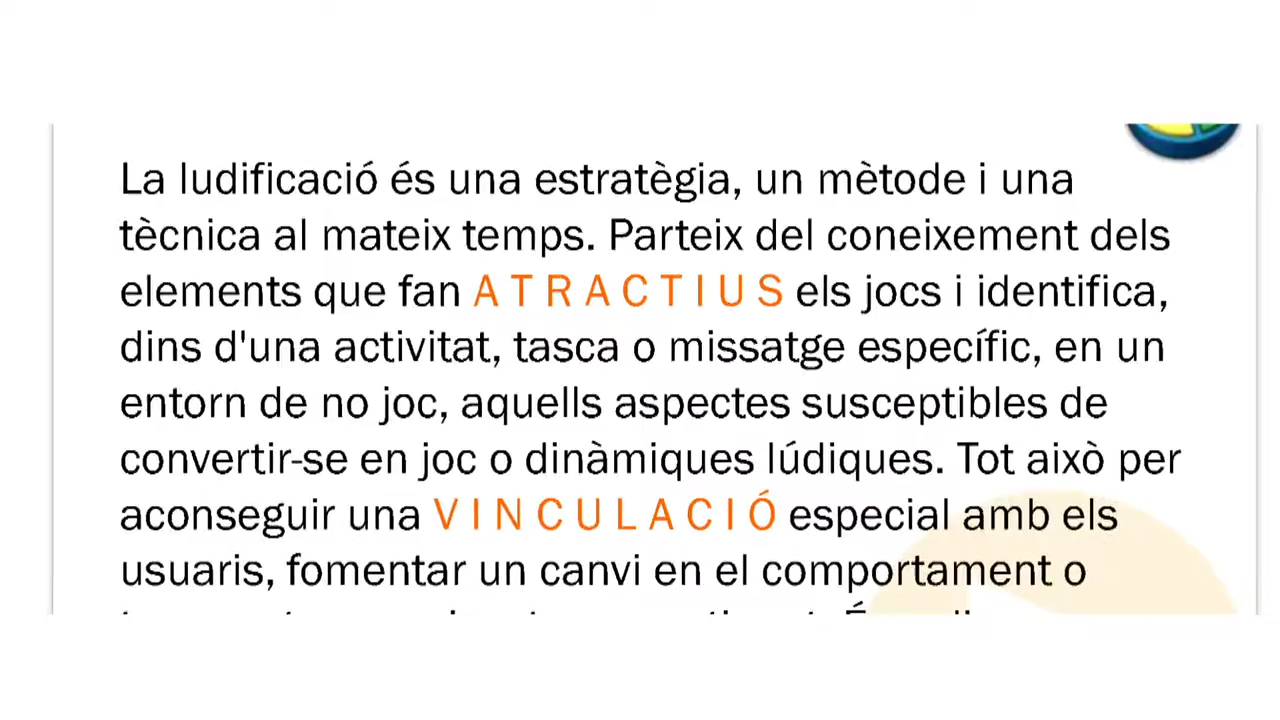 La ludificació és una estratègia, un mètode i una
tècnica al mateix temps. Parteix del coneixement dels
elements que fan A T R A C T I U S els jocs i identifica,
dins d'una activitat, tasca o missatge específic, en un
entorn de no joc, aquells aspectes susceptibles de
convertir-se en joc o dinàmiques lúdiques. Tot això per
aconseguir una V I N C U L A C I Ó especial amb els
usuaris, fomentar un canvi en el comportament o